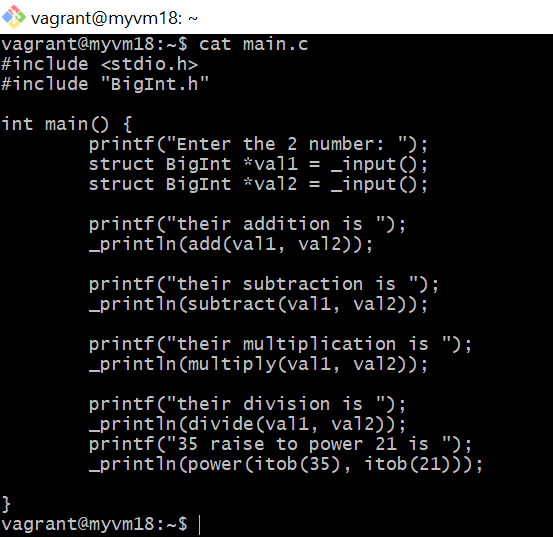 vagrant@myvm18: ~
vagrant@myvm18:~$ cat main.c
#include <stdio.h>
#include "BigInt.h"
int main() {
        printf("Enter the 2 number: ");
        struct BigInt *val1 = _input();
        struct BigInt *val2 = _input();
        printf("their addition is ");
        _println(add(val1, val2));
        printf("their subtraction is ");
        _println(subtract(val1, val2));
        printf("their multiplication is ");
        _println(multiply(val1, val2));
        printf("their division is ");
        _println(divide(val1, val2));
        printf("35 raise to power 21 is ");
        _println(power(itob(35), itob(21)));
}
vagrant@myvm18:~$